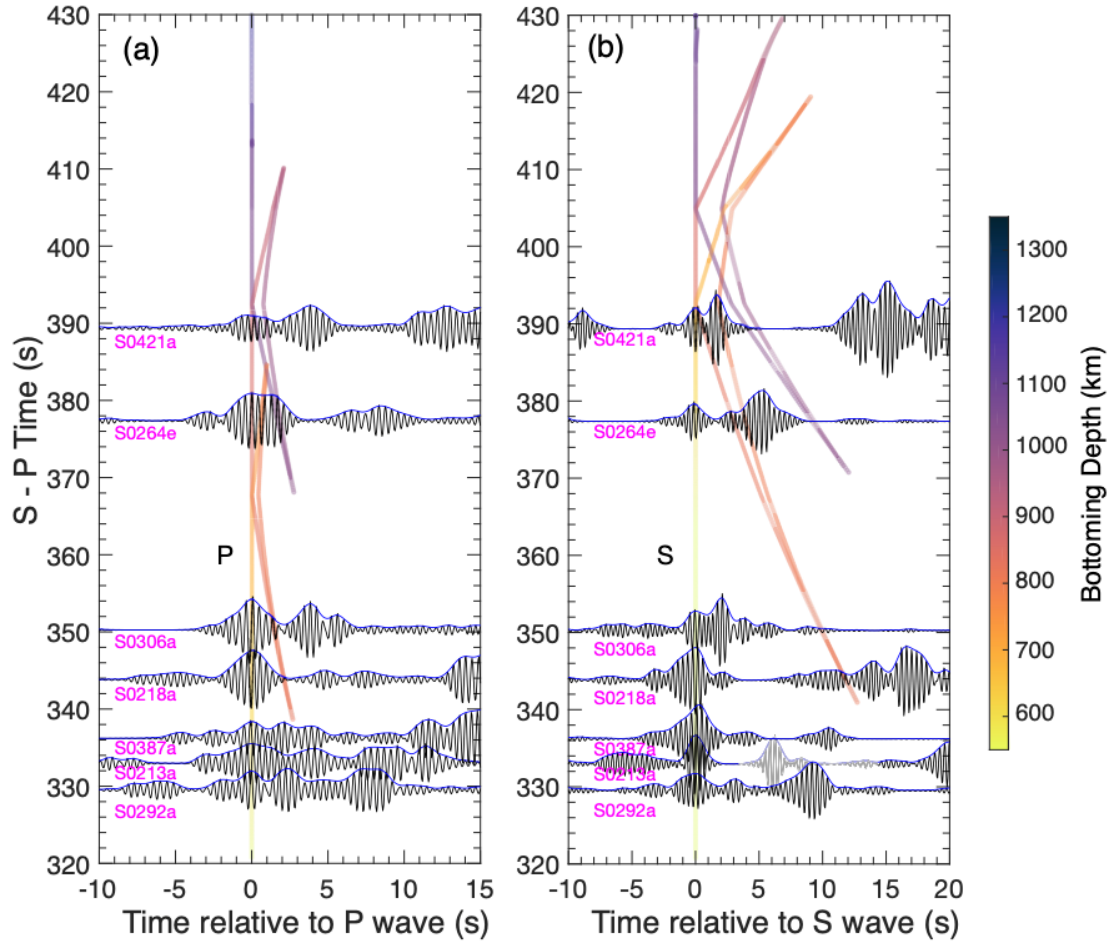 (a)
430
420
410
400
390
380
370
360
350
340
330
320
S - P Time (s)
S0421a
S0264e
P
S0306a
S0218a
S0387a
S0213a
S0292a
-10 -5 0 5 10 15
Time relative to P wave (s)
(b)
430
420
410
400
390
380
370
360
350
340
330
320
S0421a
S0264e
S
S0306a
S0218a
S0387a
S0213a
S0292a
-10 -5 0 5 10 15 20
Time relative to S wave (s)
1300
1200
1100
1000
900
800
700
600
Bottoming Depth (km)